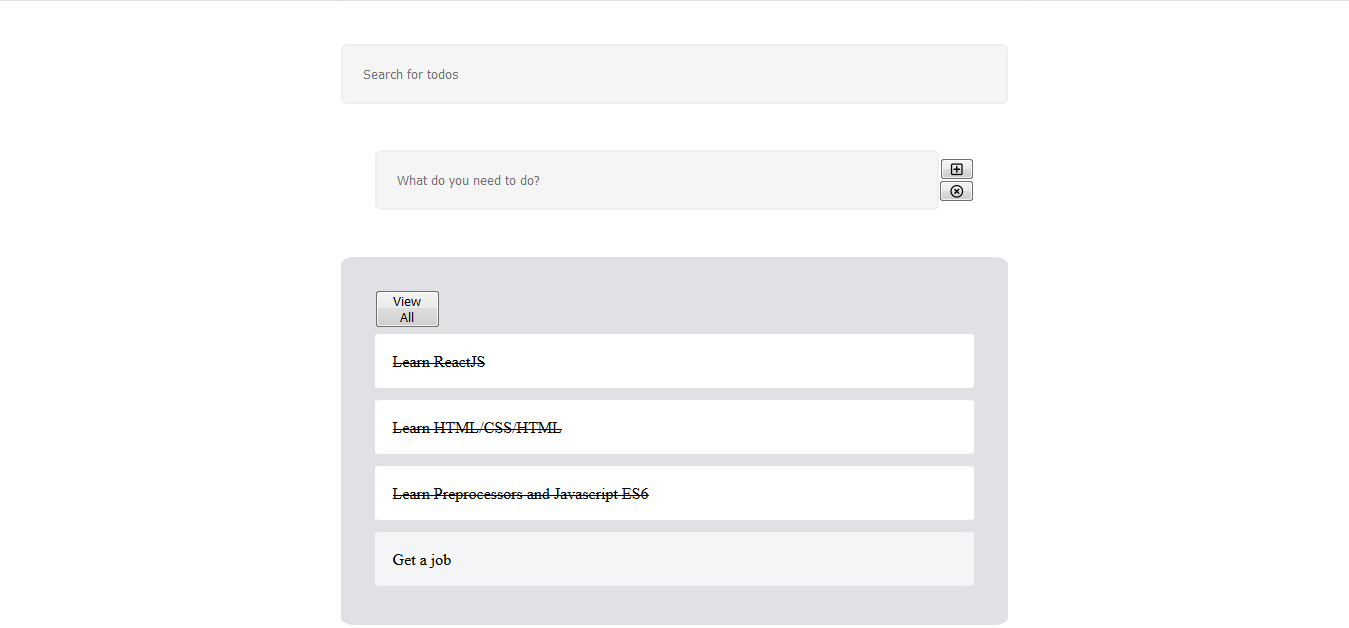 Search for todos
What do you need to do?
View
All
Learn ReactJS
Learn HTML/CSS/HTML
Learn Preprocessors and Javascript ES6
Get a job